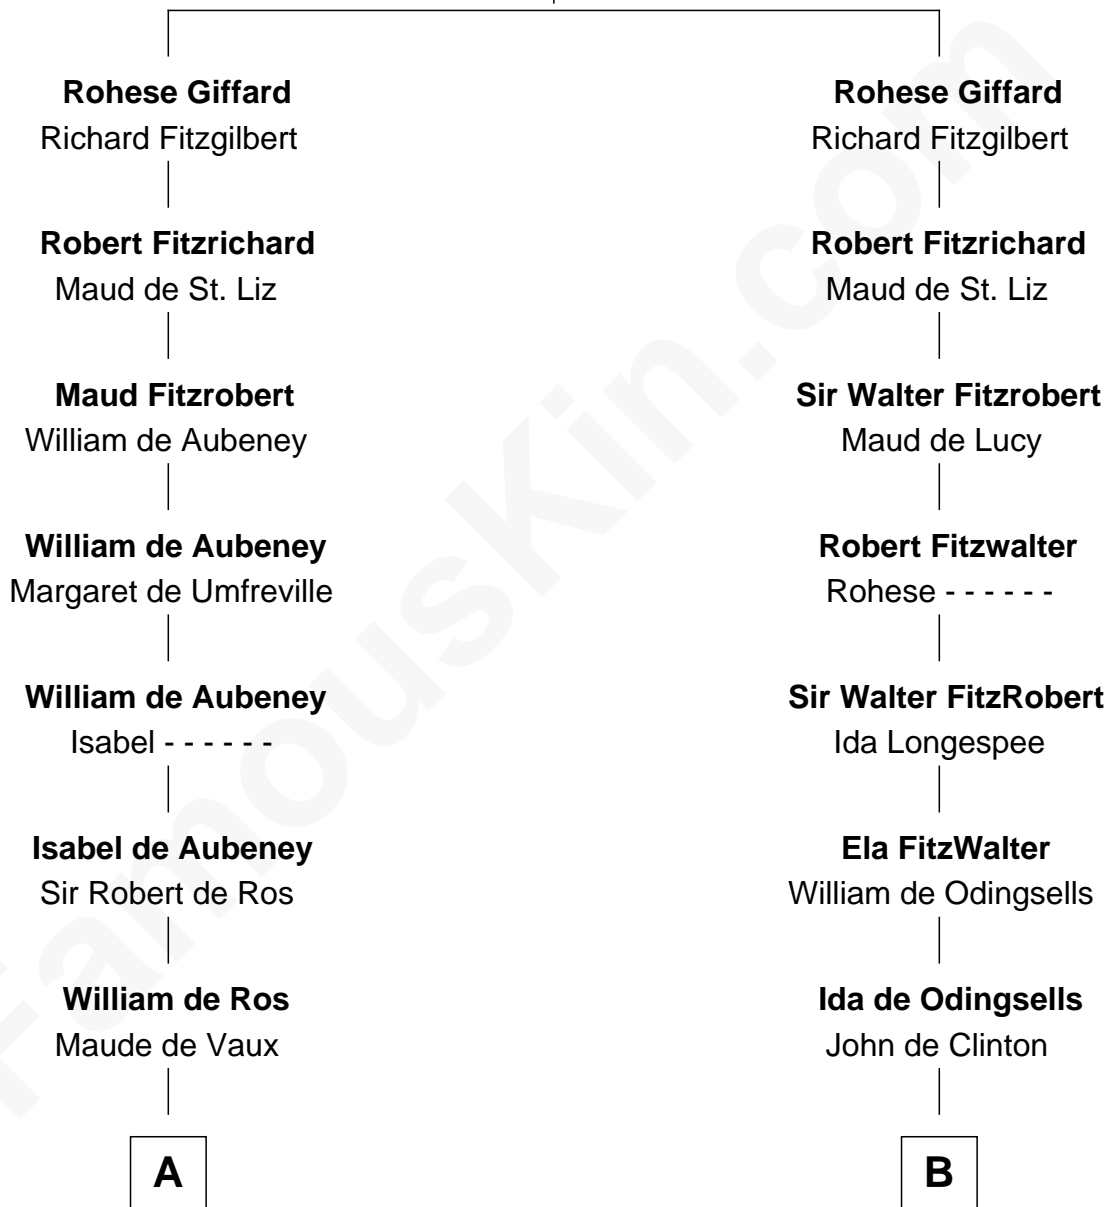 Rohese Giffard
Richard Fitzgilbert
Robert Fitzrichard
Maud de St. Liz
Maud Fitzrobert
William de Aubeney
William de Aubeney
Margaret de Umfreville
William de Aubeney
Isabel - - - - - -
Isabel de Aubeney
Sir Robert de Ros
William de Ros
Maude de Vaux
A
Rohese Giffard
Richard Fitzgilbert
Robert Fitzrichard
Maud de St. Liz
Sir Walter Fitzrobert
Maud de Lucy
Robert Fitzwalter
Rohese - - - - - -
Sir Walter FitzRobert
Ida Longespee
Ela FitzWalter
William de Odingsells
Ida de Odingsells
John de Clinton
B
FamousKin.com